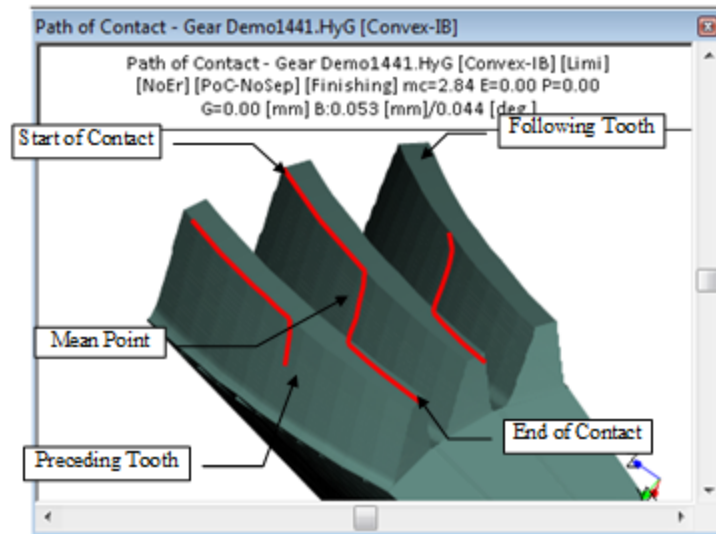 Path of Contact - Gear Demo1441.HyG [Convex-IB]
Path of Contact - Gear Demo1441.HyG [Convex-IB] [Limi]
[NoEr] [PoC-NoSep] [Finishing] mc=2.84 E=0.00 P=0.00
G=0.00 [mm] B:0.053 [mm]/0.044 [deg.]
Start of Contact
Following Tooth
Mean Point
End of Contact
Preceding Tooth